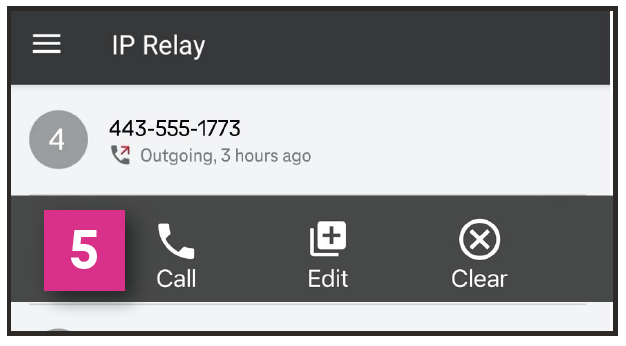 IP Relay
4
443-555-1773
Outgoing, 3 hours ago
5
Call Edit Clear